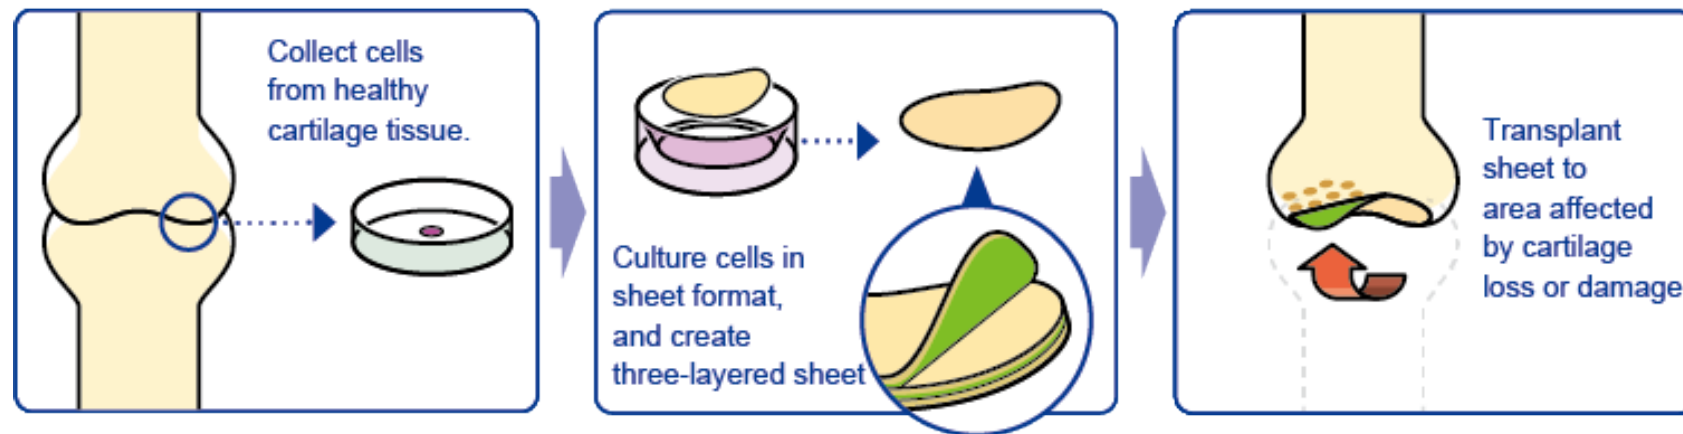 Collect cells
from healthy
cartilage tissue.
Culture cells in
sheet format,
and create
three-layered sheet
Transplant
sheet to
area affected
by cartilage
loss or damage